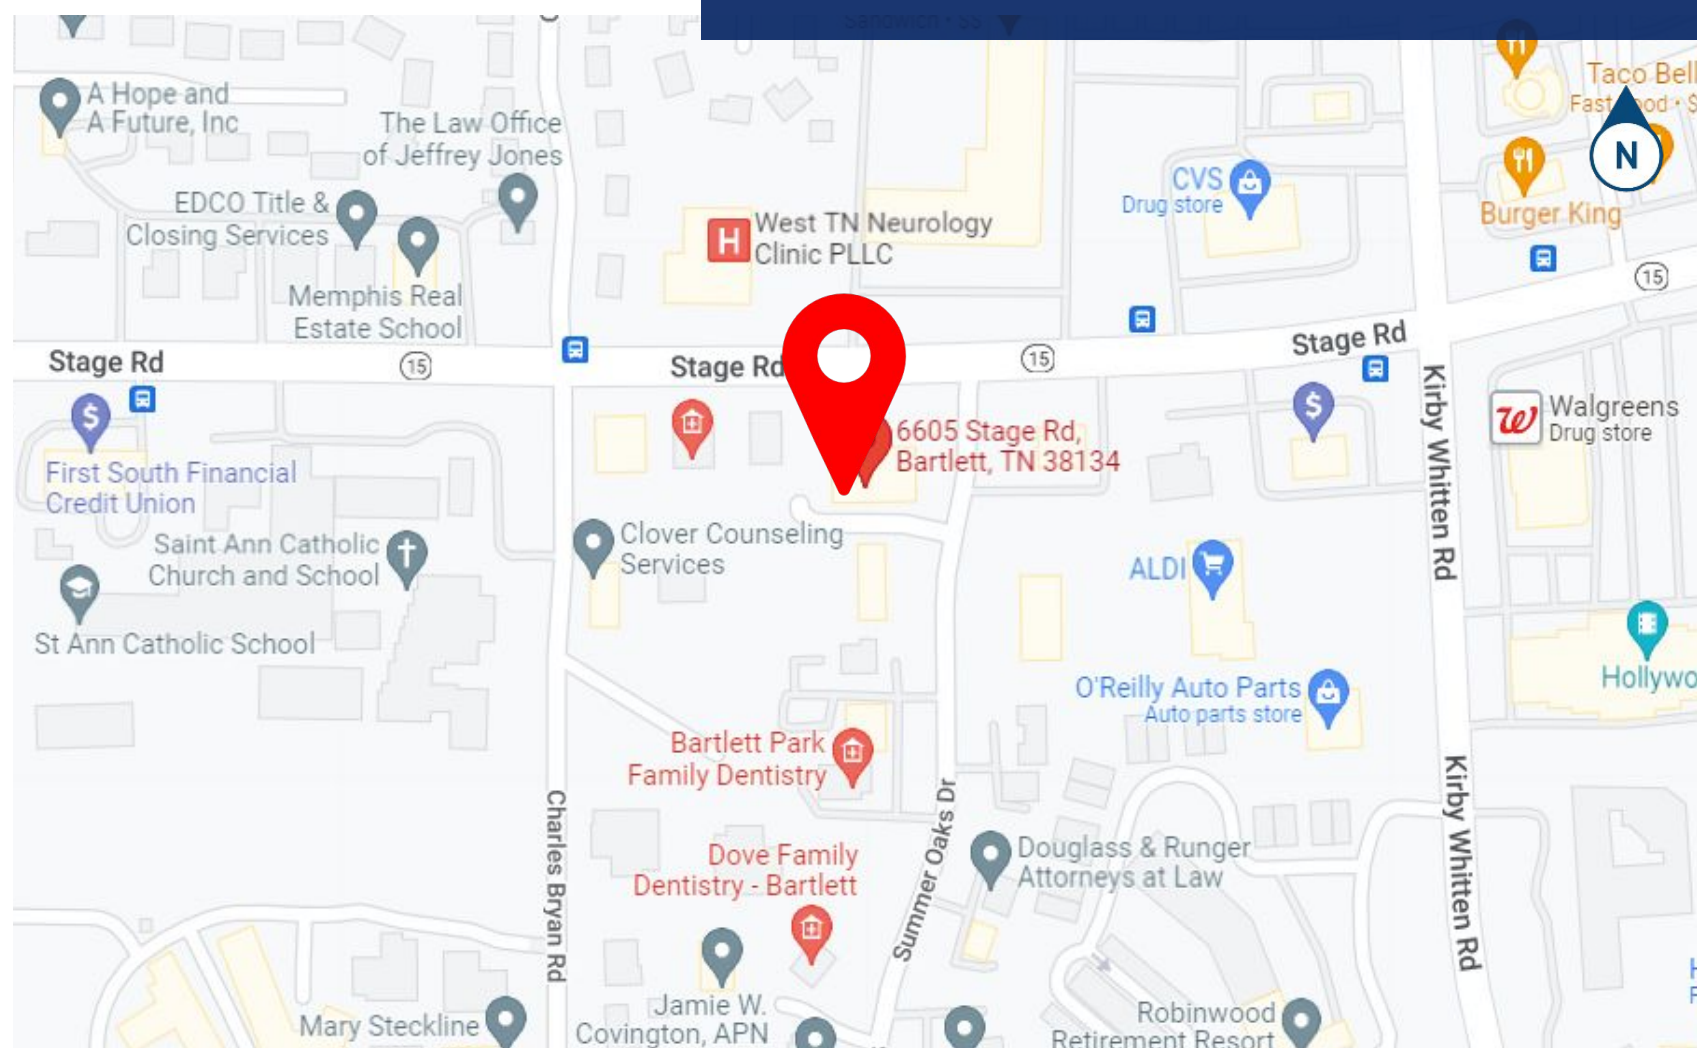 Sandwich • $$
Taco Bell
Fast
ood • $
N
A Hope and
A Future, Inc
The Law Office
of Jeffrey Jones
CVS
Drug store
EDCO Title &
Closing Services
Burger King
H
West TN Neurology
Clinic PLLC
15
Memphis Real
Estate School
Stage Rd
15
Stage Rd
15
Stage Rd
Kirby Whitten Rd
$
$
Walgreens
Drug store
6605 Stage Rd,
Bartlett, TN 38134
First South Financial
Credit Union
Saint Ann Catholic
Church and School
Clover Counseling
Services
ALDI
St Ann Catholic School
Hollywo
O'Reilly Auto Parts
Auto parts store
Bartlett Park
Family Dentistry
Kirby Whitten Rd
Charles Bryan Rd
Summer Oaks Dr
Dove Family
Dentistry - Bartlett
Douglass & Runger
Attorneys at Law
Jamie W.
Covington, APN
Mary Steckline
Robinwood
Retirement Resort